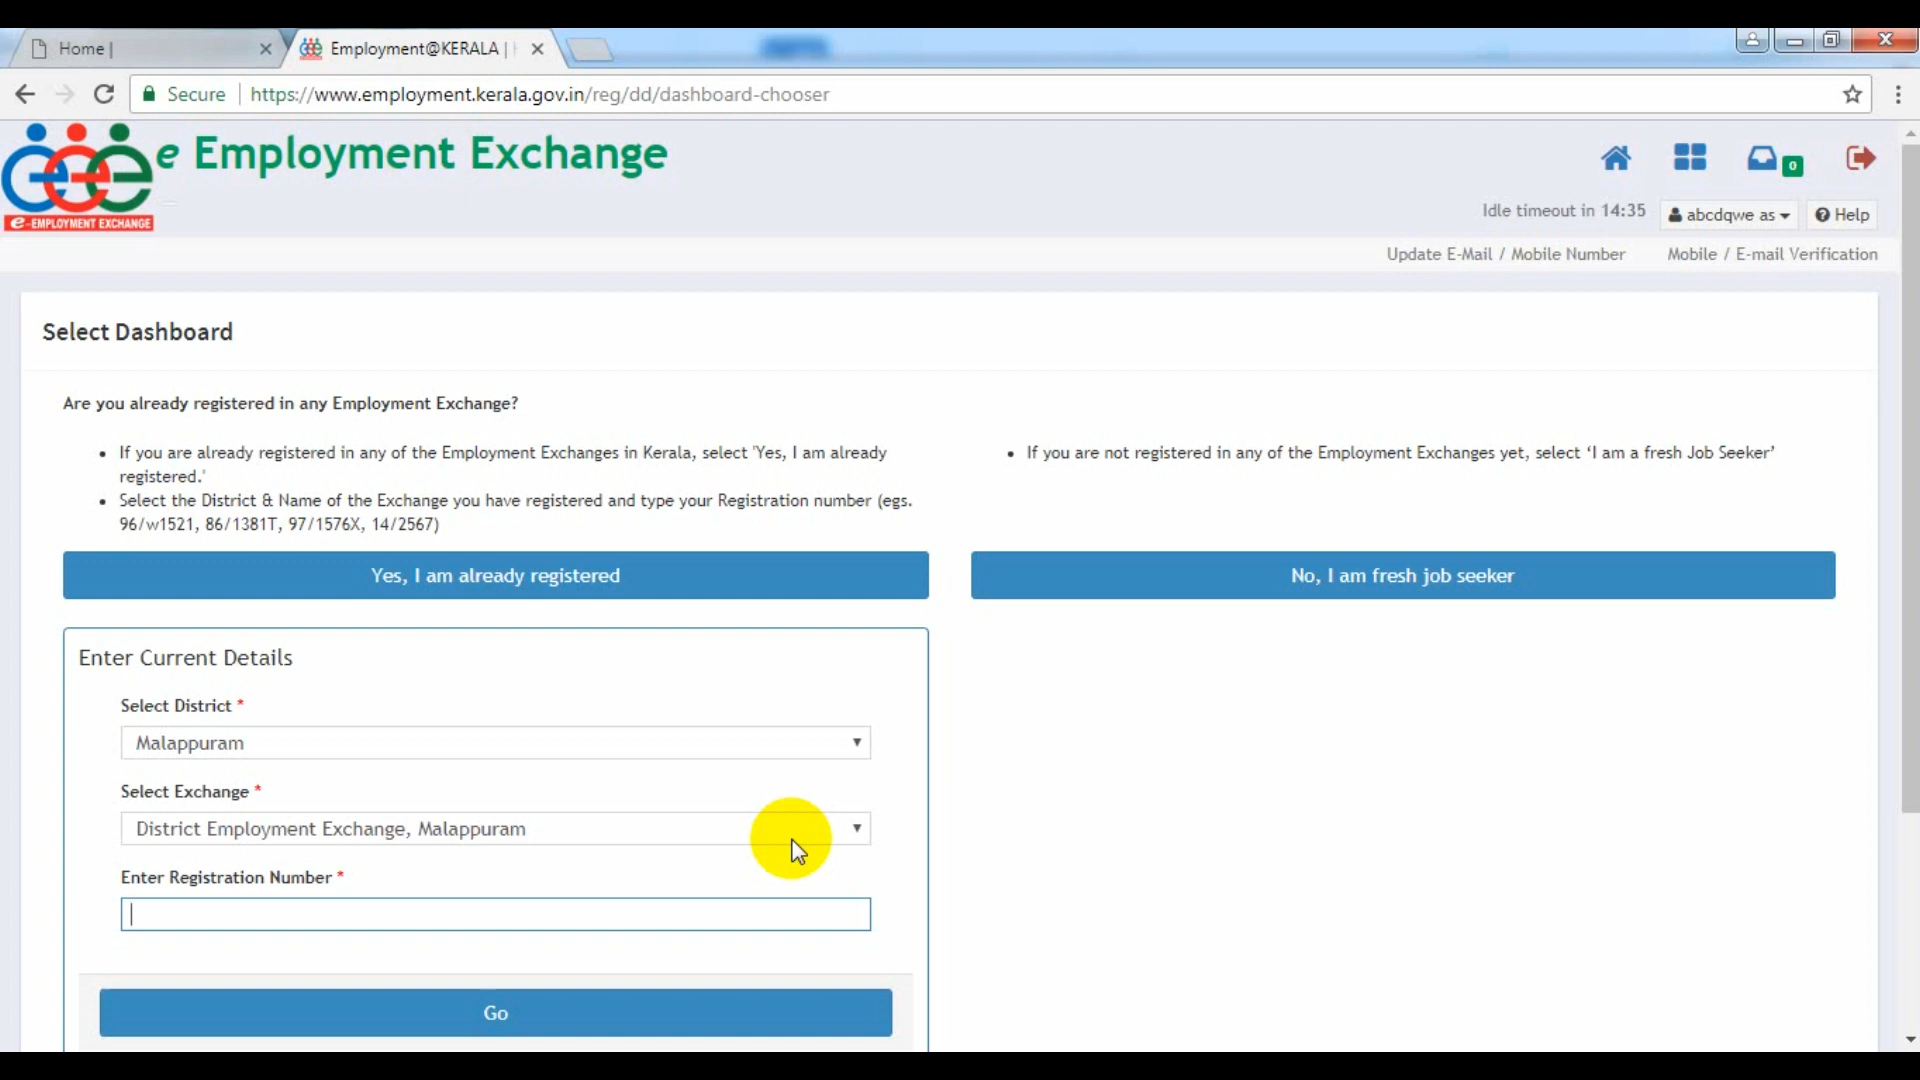 Home |
Employment@KERALA |
Secure
https://www.employment.kerala.gov.in/reg/dd/dashboard-chooser
e Employment Exchange
e-EMPLOYMENT EXCHANGE
0
Idle timeout in 14:35
abcdqwe as
Help
Update E-Mail / Mobile Number
Mobile / E-mail Verification
Select Dashboard
Are you already registered in any Employment Exchange?
• If you are already registered in any of the Employment Exchanges in Kerala, select 'Yes, I am already
registered.'
• Select the District & Name of the Exchange you have registered and type your Registration number (egs.
96/w1521, 86/1381T, 97/1576X, 14/2567)
• If you are not registered in any of the Employment Exchanges yet, select ‘I am a fresh Job Seeker’
Yes, I am already registered
No, I am fresh job seeker
Enter Current Details
Select District *
Malappuram
Select Exchange *
District Employment Exchange, Malappuram
Enter Registration Number *
Go